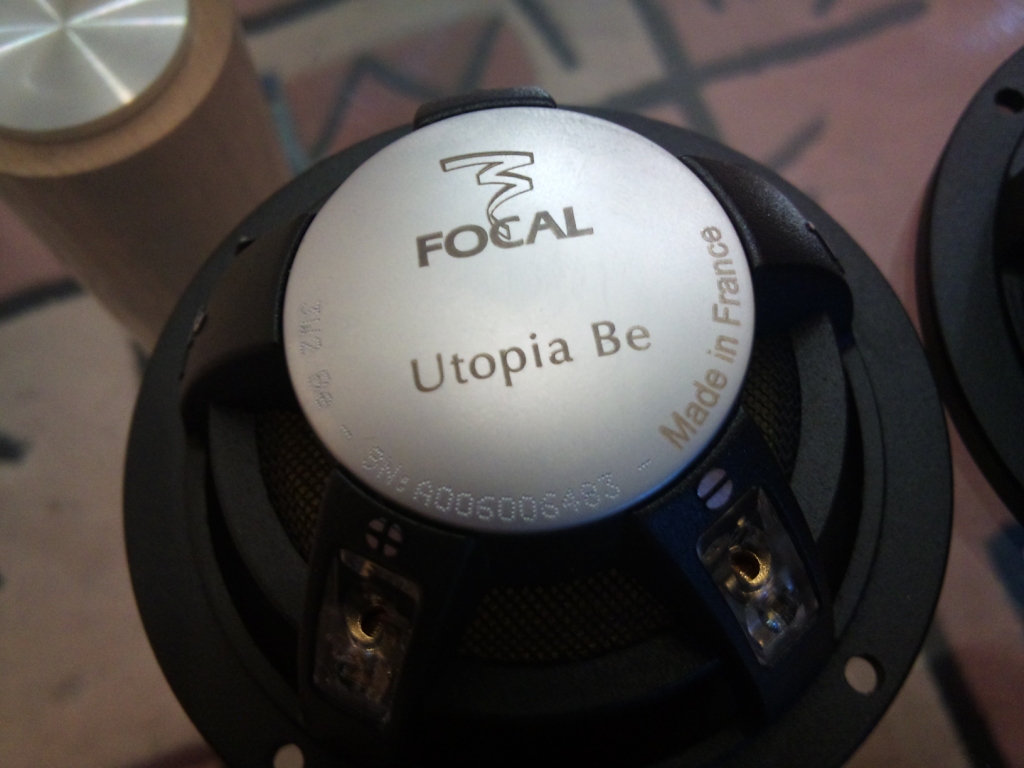 FOCAL
Utopia Be
Made in France
- SN:A006006483 -